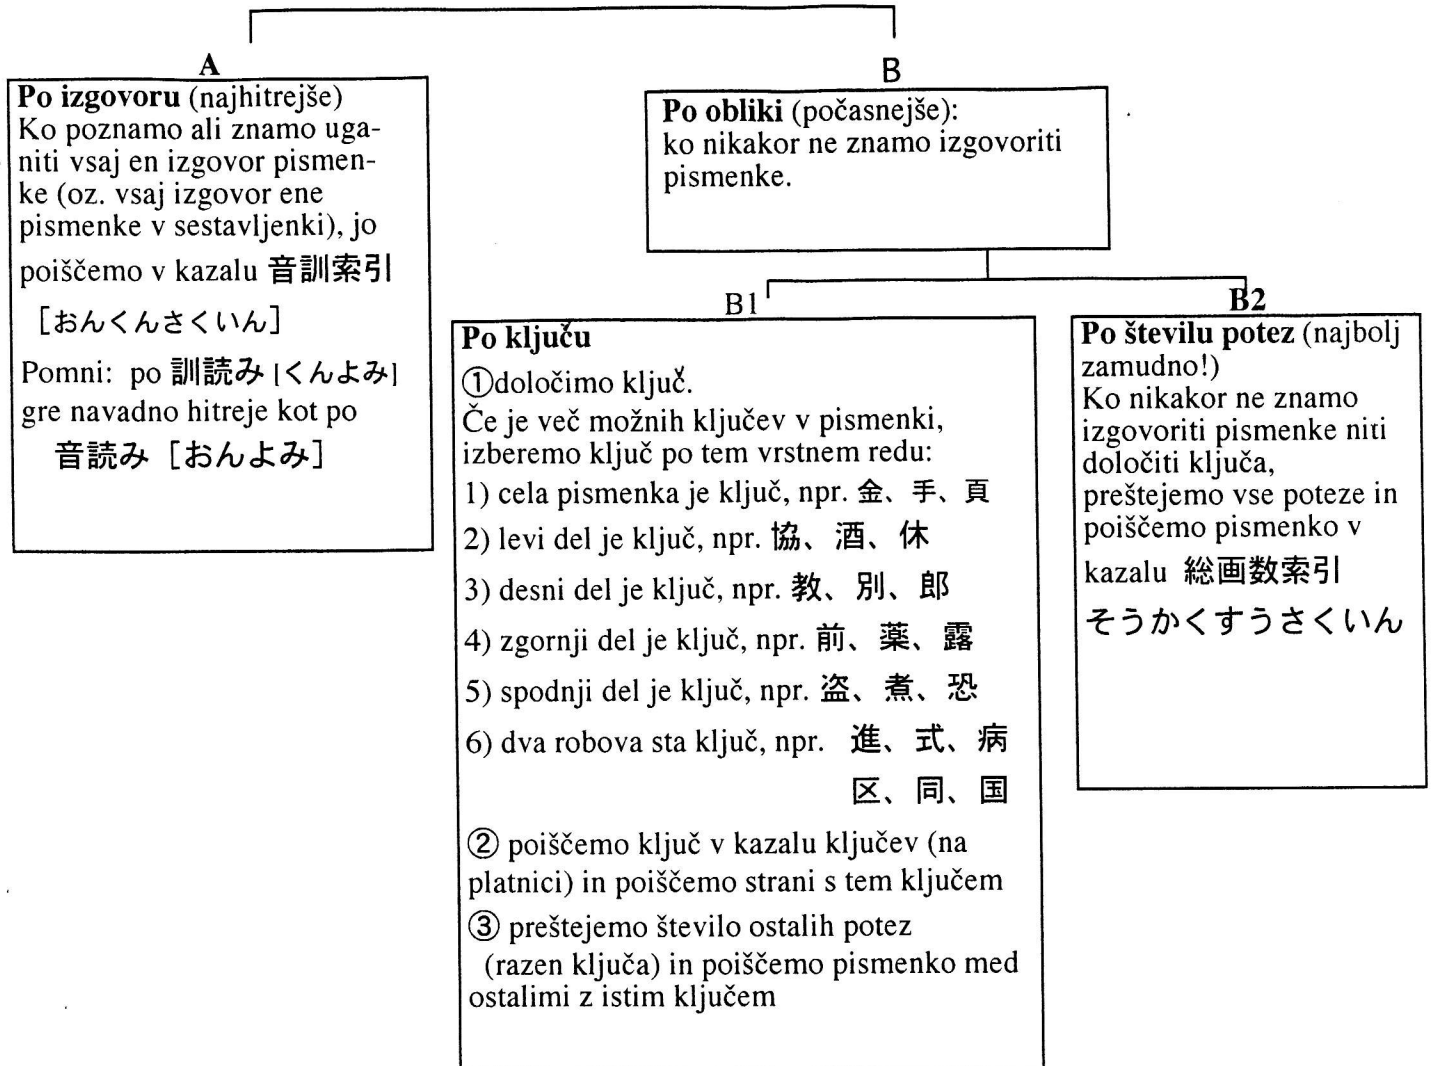 A
Po izgovoru (najhitrejše)
Ko poznamo ali znamo uga-
niti vsaj en izgovor pismen-
ke (oz. vsaj izgovor ene
pismenke v sestavljenki), jo
poiščemo v kazalu 音訓索引
［おんくんさくいん］
Pomni: po 訓読み [くんよみ]
gre navadno hitreje kot po
音読み［おんよみ］
B
Po obliki (počasnejše):
ko nikakor ne znamo izgovoriti
pismenke.
B1
Po ključu
①določimo ključ.
Če je več možnih ključev v pismenki,
izberemo ključ po tem vrstnem redu:
1) cela pismenka je ključ, npr. 金、手、頁
2) levi del je ključ, npr. 協、酒、休
3) desni del je ključ, npr. 教、別、郎
4) zgornji del je ključ, npr. 前、薬、露
5) spodnji del je ključ, npr. 盗、煮、恐
6) dva robova sta ključ, npr. 進、式、病
区、同、国
② poiščemo ključ v kazalu ključev (na
platnici) in poiščemo strani s tem ključem
③ preštejemo število ostalih potez
(razen ključa) in poiščemo pismenko med
ostalimi z istim ključem
B2
Po številu potez (najbolj
zamudno!)
Ko nikakor ne znamo
izgovoriti pismenke niti
določiti ključa,
preštejemo vse poteze in
poiščemo pismenko v
kazalu 総画数索引
そうかくすうさくいん